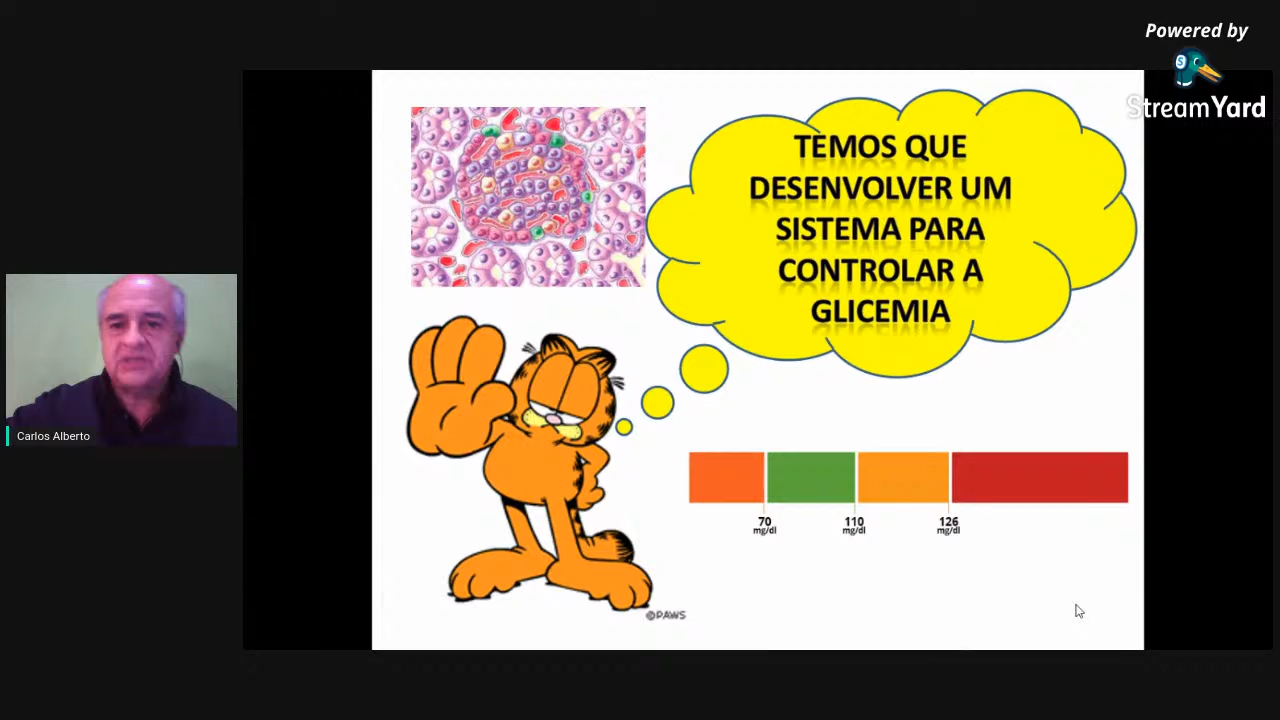 Powered by
StreamYard
TEMOS QUE
DESENVOLVER UM
SISTEMA PARA
CONTROLAR A
GLICEMIA
Carlos Alberto
70 110 126
mg/dl mg/dl mg/dl
©PAWS